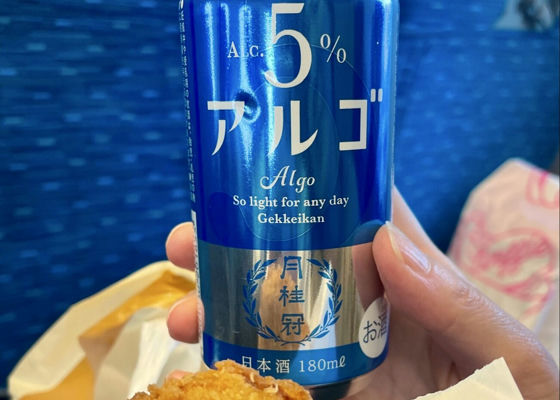 ALC. 5%
アルゴ
Algo
So light for any day
Gekkeikan
月桂冠
お酒
日本酒 180mℓ